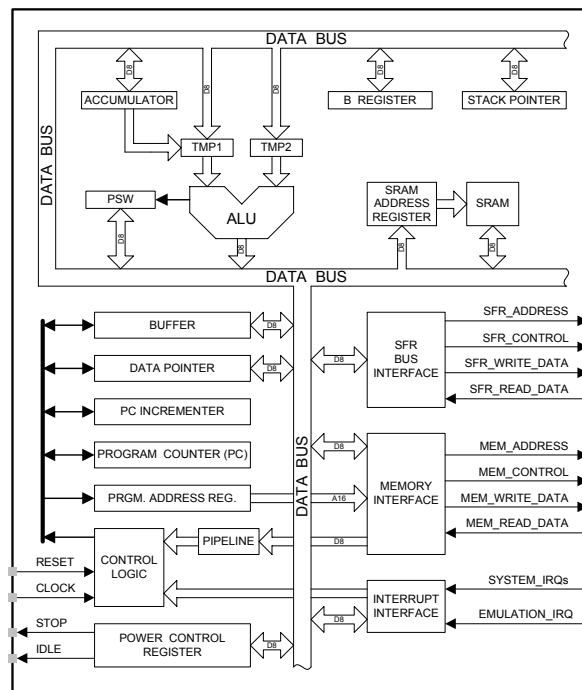 DATA BUS
D8
D8
D8
D8
D8
ACCUMULATOR
B REGISTER
STACK POINTER
DATA BUS
TMP1
TMP2
PSW
ALU
SRAM
ADDRESS
REGISTER
SRAM
D8
D8
D8
D8
DATA BUS
BUFFER
D8
DATA POINTER
D8
PC INCREMENTER
PROGRAM COUNTER (PC)
PRGM. ADDRESS REG.
A16
DATA BUS
D8
SFR
BUS
INTERFACE
SFR_ADDRESS
SFR_CONTROL
SFR_WRITE_DATA
SFR_READ_DATA
D8
MEMORY
INTERFACE
MEM_ADDRESS
MEM_CONTROL
MEM_WRITE_DATA
MEM_READ_DATA
CONTROL
LOGIC
PIPELINE
D8
RESET
CLOCK
STOP
IDLE
POWER CONTROL
REGISTER
D8
D8
INTERRUPT
INTERFACE
SYSTEM_IRQs
EMULATION_IRQ